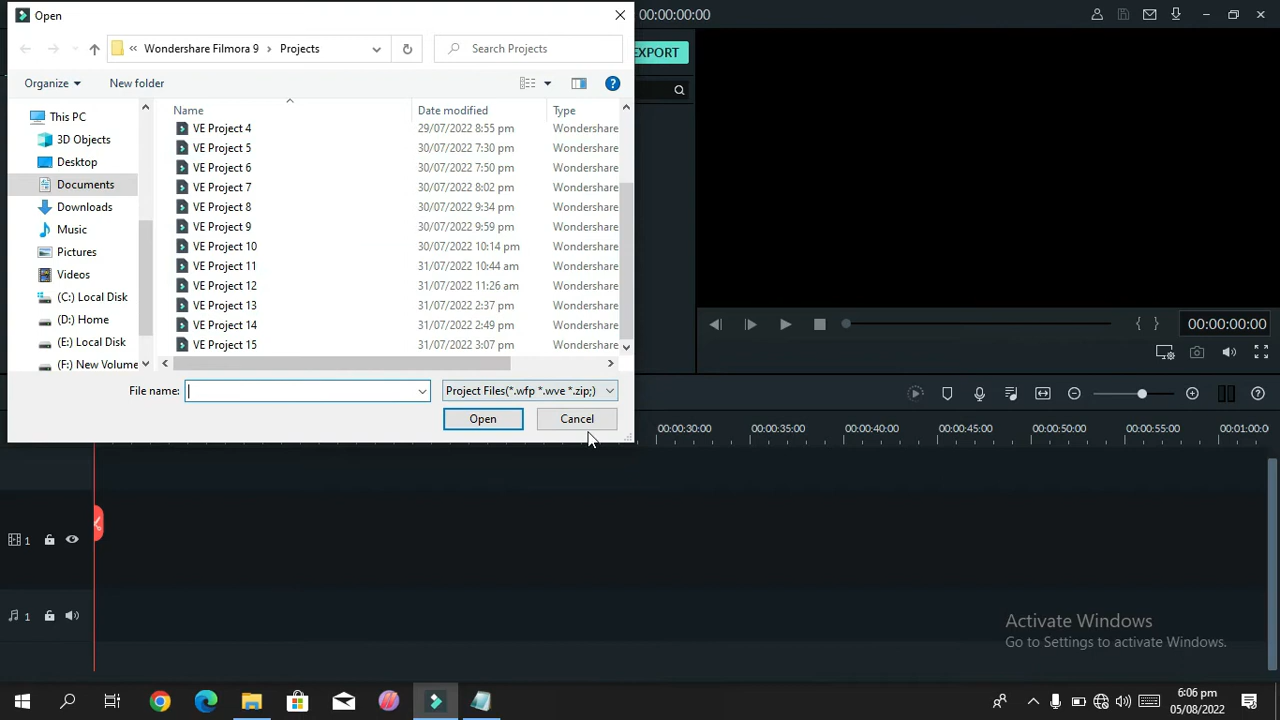 Open
00:00:00:00
Wondershare Filmora 9 Projects
Search Projects
EXPORT
Organize
New folder
This PC
3D Objects
Desktop
Documents
Downloads
Music
Pictures
Videos
(C:) Local Disk
(D:) Home
(E:) Local Disk
(F:) New Volume
Name Date modified Type
VE Project 4 29/07/2022 8:55 pm Wondershare
VE Project 5 30/07/2022 7:30 pm Wondershare
VE Project 6 30/07/2022 7:50 pm Wondershare
VE Project 7 30/07/2022 8:02 pm Wondershare
VE Project 8 30/07/2022 9:34 pm Wondershare
VE Project 9 30/07/2022 9:59 pm Wondershare
VE Project 10 30/07/2022 10:14 pm Wondershare
VE Project 11 31/07/2022 10:44 am Wondershare
VE Project 12 31/07/2022 11:26 am Wondershare
VE Project 13 31/07/2022 2:37 pm Wondershare
VE Project 14 31/07/2022 2:49 pm Wondershare
VE Project 15 31/07/2022 3:07 pm Wondershare
File name:
Project Files(*.wfp *.wve *.zip;)
Open
Cancel
00:00:00:00
00:00:30:00 00:00:35:00 00:00:40:00 00:00:45:00 00:00:50:00 00:00:55:00 00:01:00:0
1
1
Activate Windows
Go to Settings to activate Windows.
6:06 pm
05/08/2022